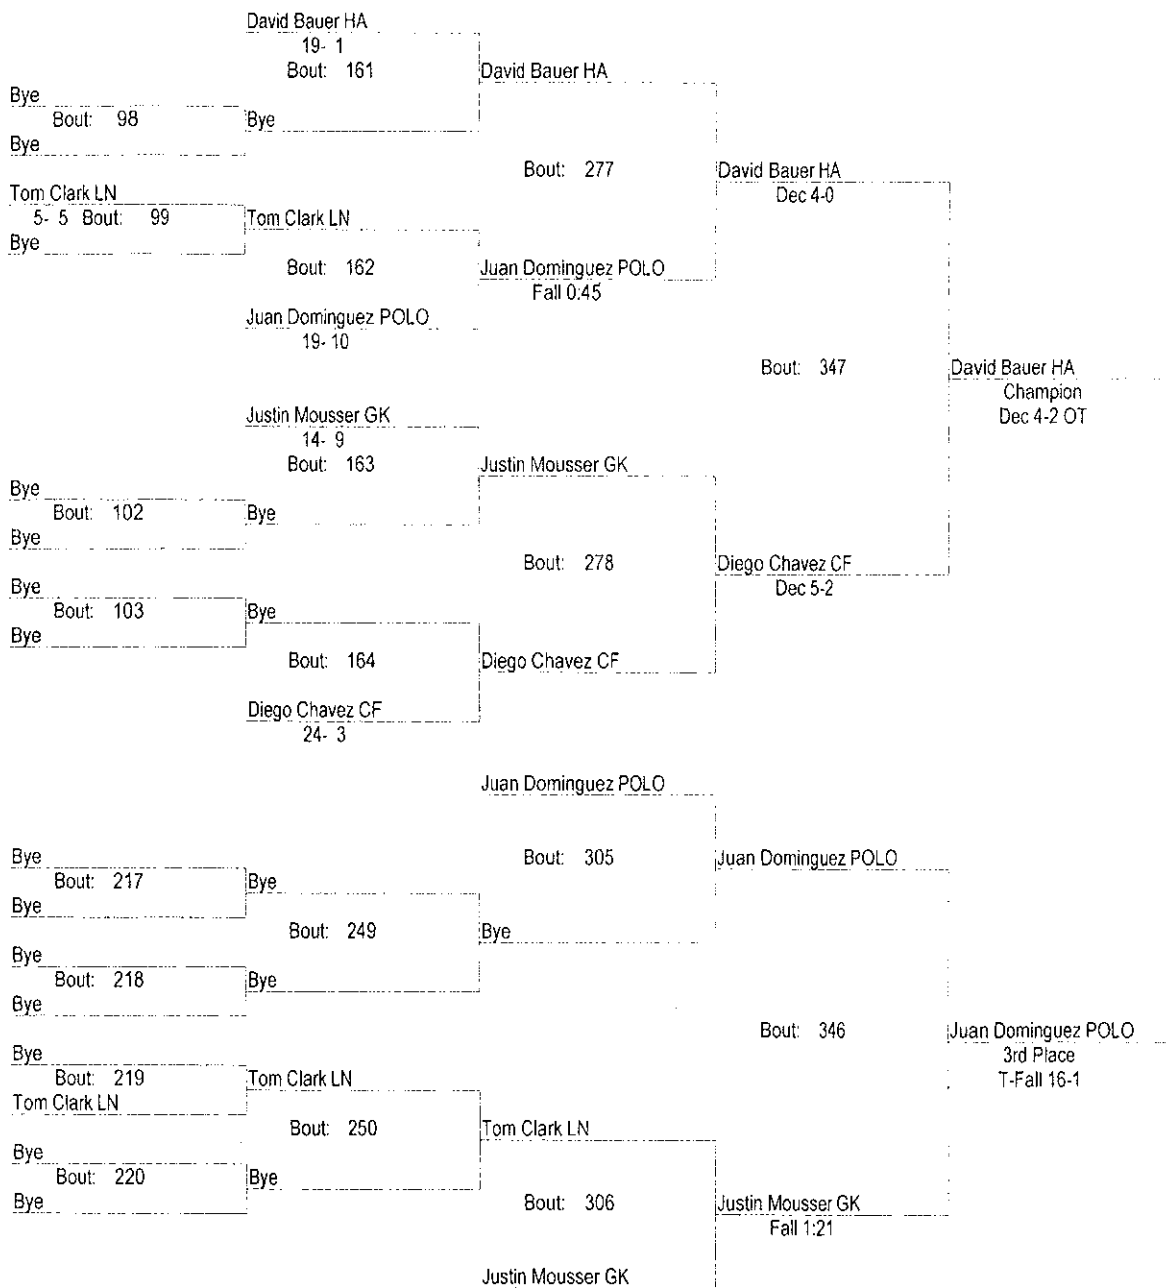 David Bauer HA
19- 1
Bout: 161
David Bauer HA
Bye
Bout: 98
Bye
Bye
Bout: 277
David Bauer HA
Dec 4-0
Tom Clark LN
5- 5 Bout: 99
Tom Clark LN
Bye
Bout: 162
Juan Dominguez POLO
Fall 0:45
Juan Dominguez POLO
19- 10
Bout: 347
David Bauer HA
Champion
Dec 4-2 OT
Justin Mousser GK
14- 9
Bout: 163
Justin Mousser GK
Bye
Bout: 102
Bye
Bye
Bout: 278
Diego Chavez CF
Dec 5-2
Bye
Bout: 103
Bye
Bye
Bout: 164
Diego Chavez CF
Diego Chavez CF
24- 3
Juan Dominguez POLO
Bout: 305
Juan Dominguez POLO
Bye
Bout: 217
Bye
Bye
Bout: 249
Bye
Bye
Bout: 218
Bye
Bye
Bout: 346
Juan Dominguez POLO
3rd Place
T-Fall 16-1
Bye
Bout: 219
Tom Clark LN
Tom Clark LN
Bout: 250
Tom Clark LN
Bye
Bout: 220
Bye
Bye
Bout: 306
Justin Mousser GK
Fall 1:21
Justin Mousser GK